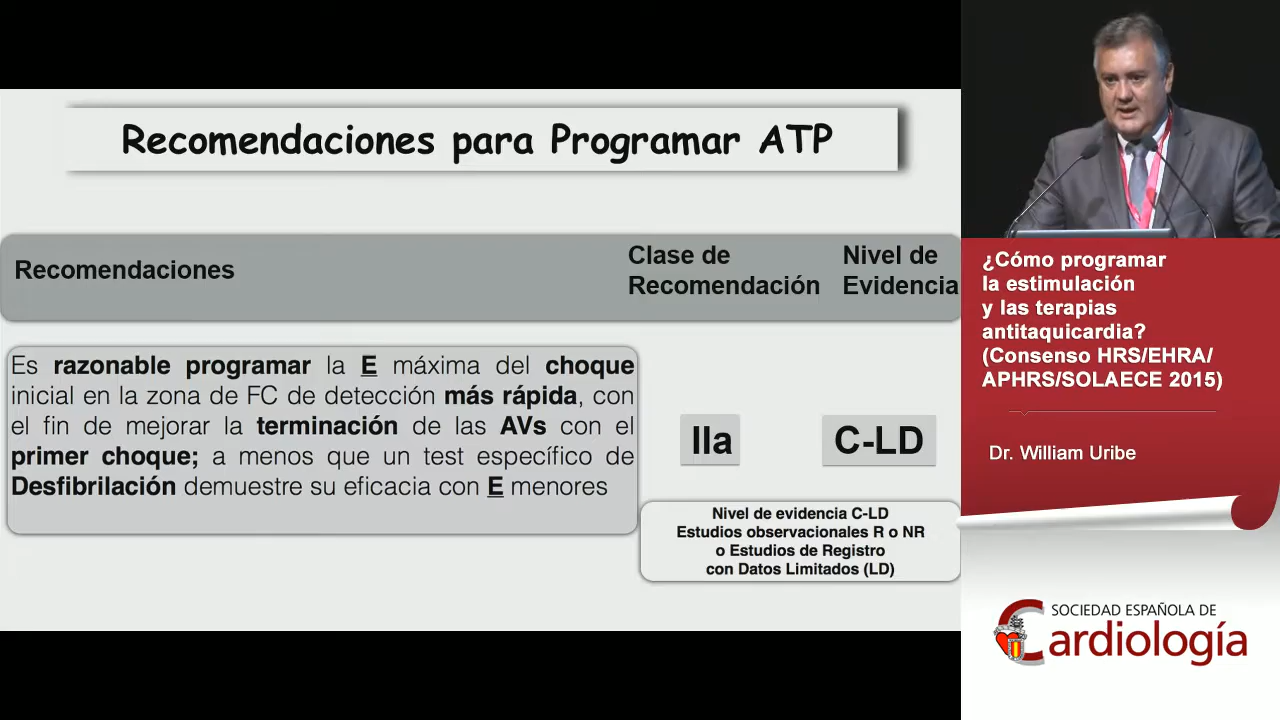 Recomendaciones para Programar ATP
Recomendaciones
Clase de
Recomendación
Nivel de
Evidencia
Es razonable programar la E máxima del choque
inicial en la zona de FC de detección más rápida, con
el fin de mejorar la terminación de las AVs con el
primer choque; a menos que un test específico de
Desfibrilación demuestre su eficacia con E menores
IIa
C-LD
Nivel de evidencia C-LD
Estudios observacionales R o NR
o Estudios de Registro
con Datos Limitados (LD)
¿Cómo programar
la estimulación
y las terapias
antitaquicardia?
(Consenso HRS/EHRA/
APHRS/SOLAECE 2015)
Dr. William Uribe
SOCIEDAD ESPAÑOLA DE
Cardiología